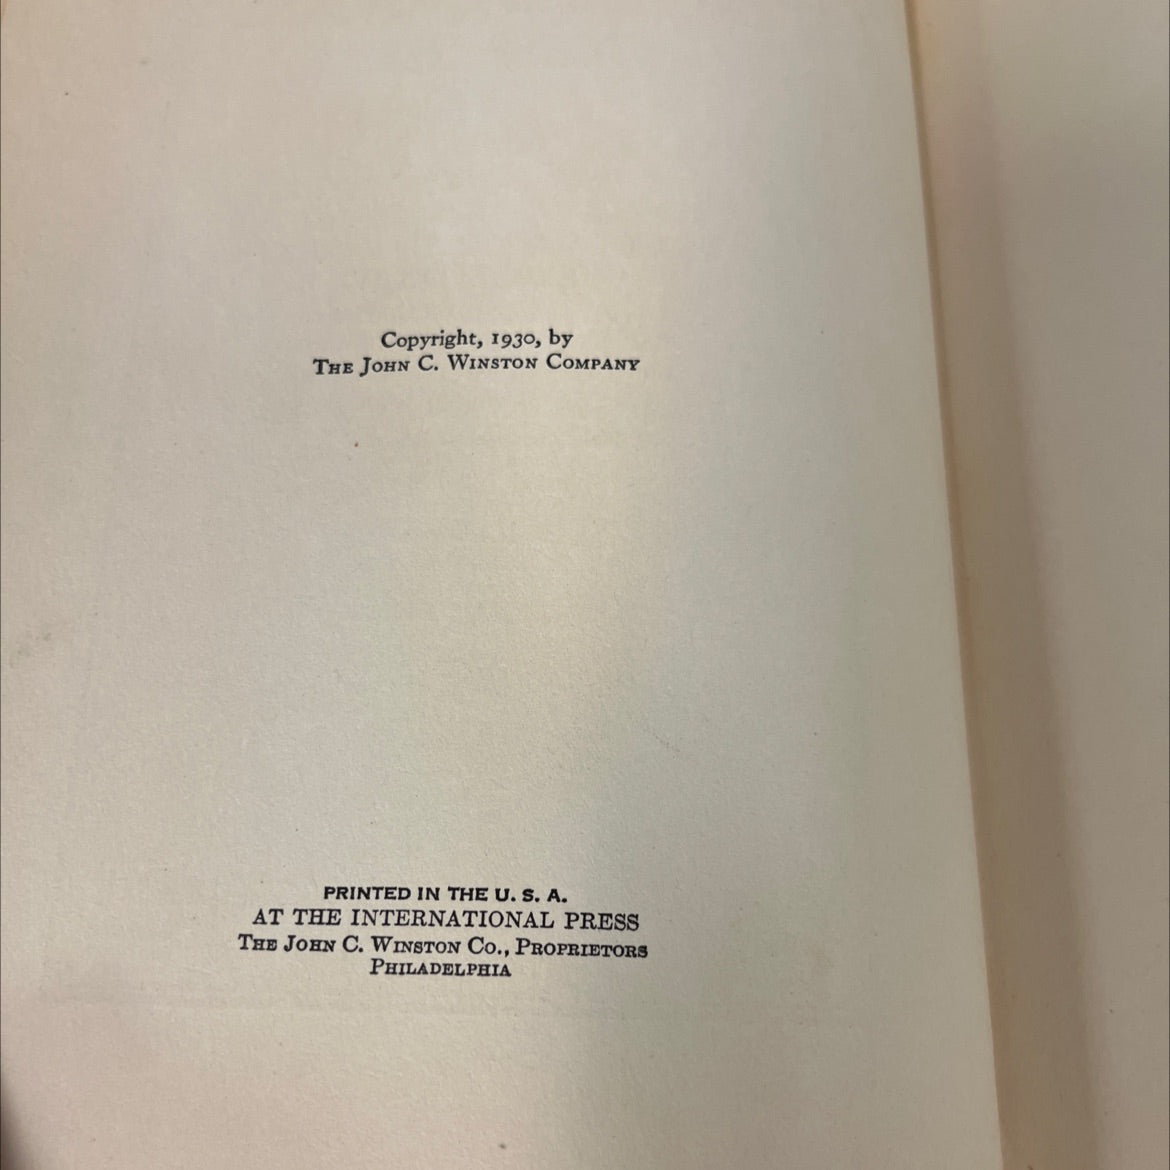 Copyright, 1930, by
THE JOHN C. WINSTON COMPANY
PRINTED IN THE U. S. A.
AT THE INTERNATIONAL PRESS
THE JOHN C. WINSTON CO., PROPRIETORS
PHILADELPHIA